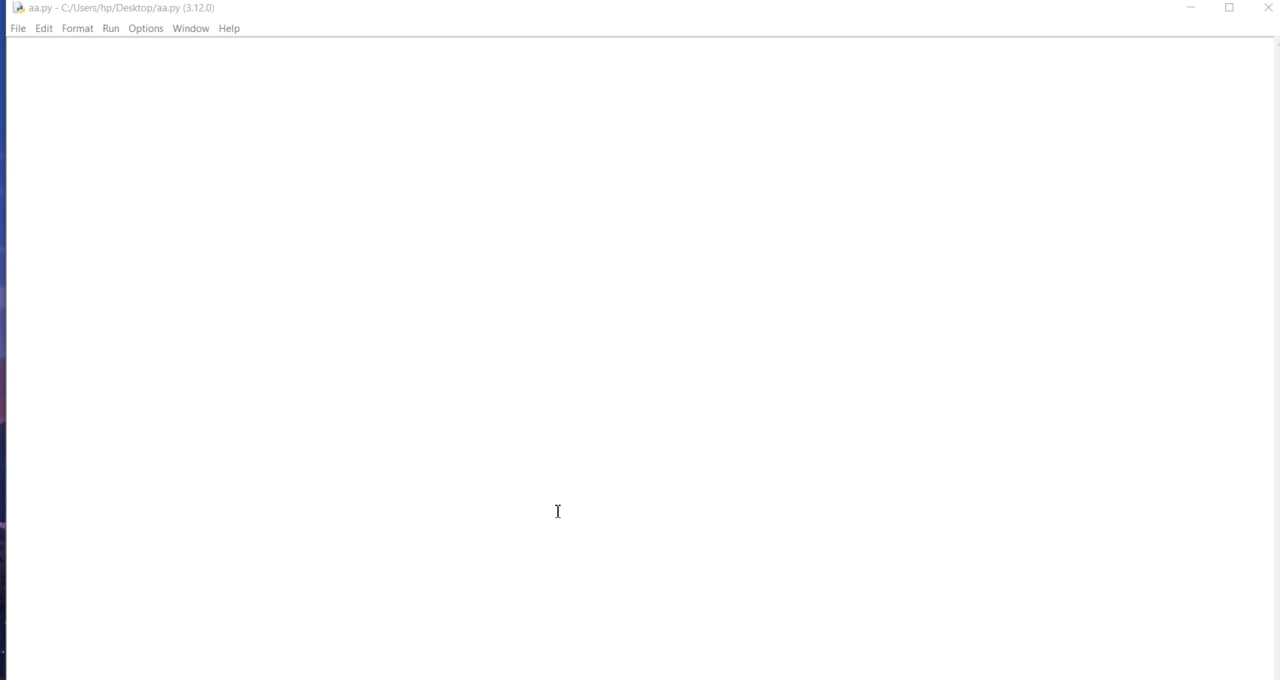 aa.py - C:/Users/hp/Desktop/aa.py (3.12.0)
File Edit Format Run Options Window Help